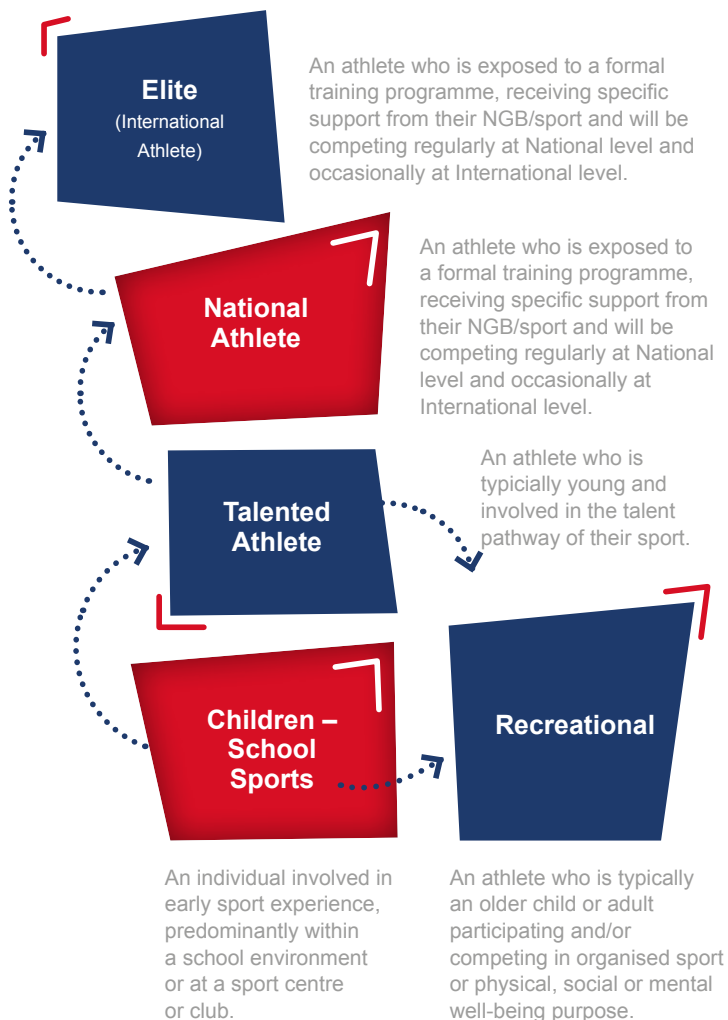 Elite
(International
Athlete)
An athlete who is exposed to a formal
training programme, receiving specific
support from their NGB/sport and will be
competing regularly at National level and
occasionally at International level.
National
Athlete
An athlete who is exposed to
a formal training programme,
receiving specific support from
their NGB/sport and will be
competing regularly at National
level and occasionally at
International level.
Talented
Athlete
An athlete who is
typicially young and
involved in the talent
pathway of their sport.
Children –
School
Sports
Recreational
An individual involved in
early sport experience,
predominantly within
a school environment
or at a sport centre
or club.
An athlete who is typically
an older child or adult
participating and/or
competing in organised sport
or physical, social or mental
well-being purpose.